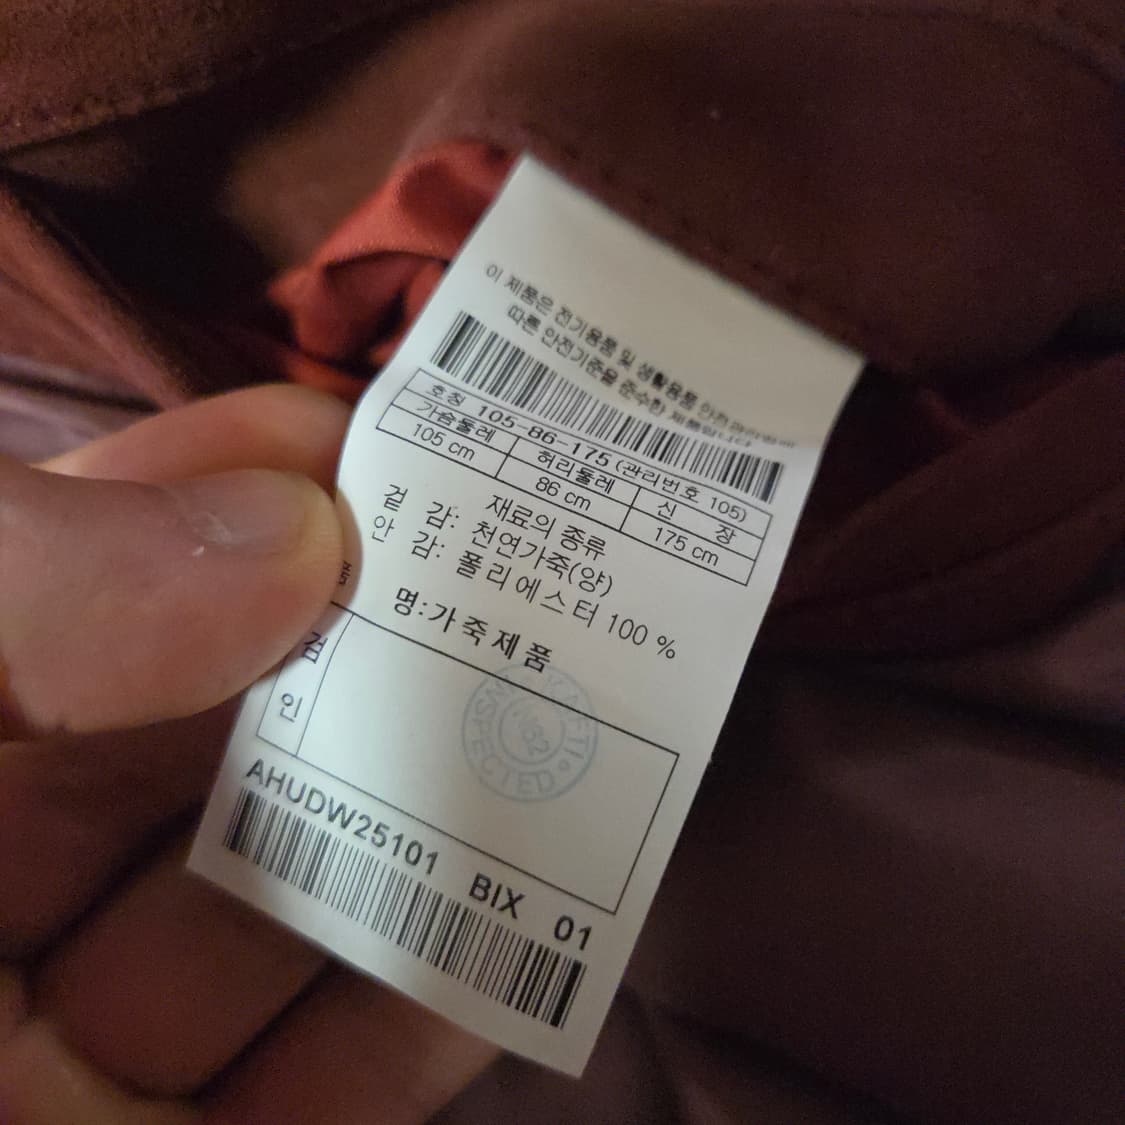 이 제품은 전기용품 및 생활용품 안전관리법에
따른 안전기준을 준수한 제품입니다
호칭 105-86-175 (관리번호 105)
가슴둘레 허리둘레 신 장
105 cm 86 cm 175 cm
재료의 종류
겉 감: 천연가죽(양)
안 감: 폴리에스터 100 %
품 명:가죽제품
검
인
INSPECTED
AHUDW25101 BIX 01